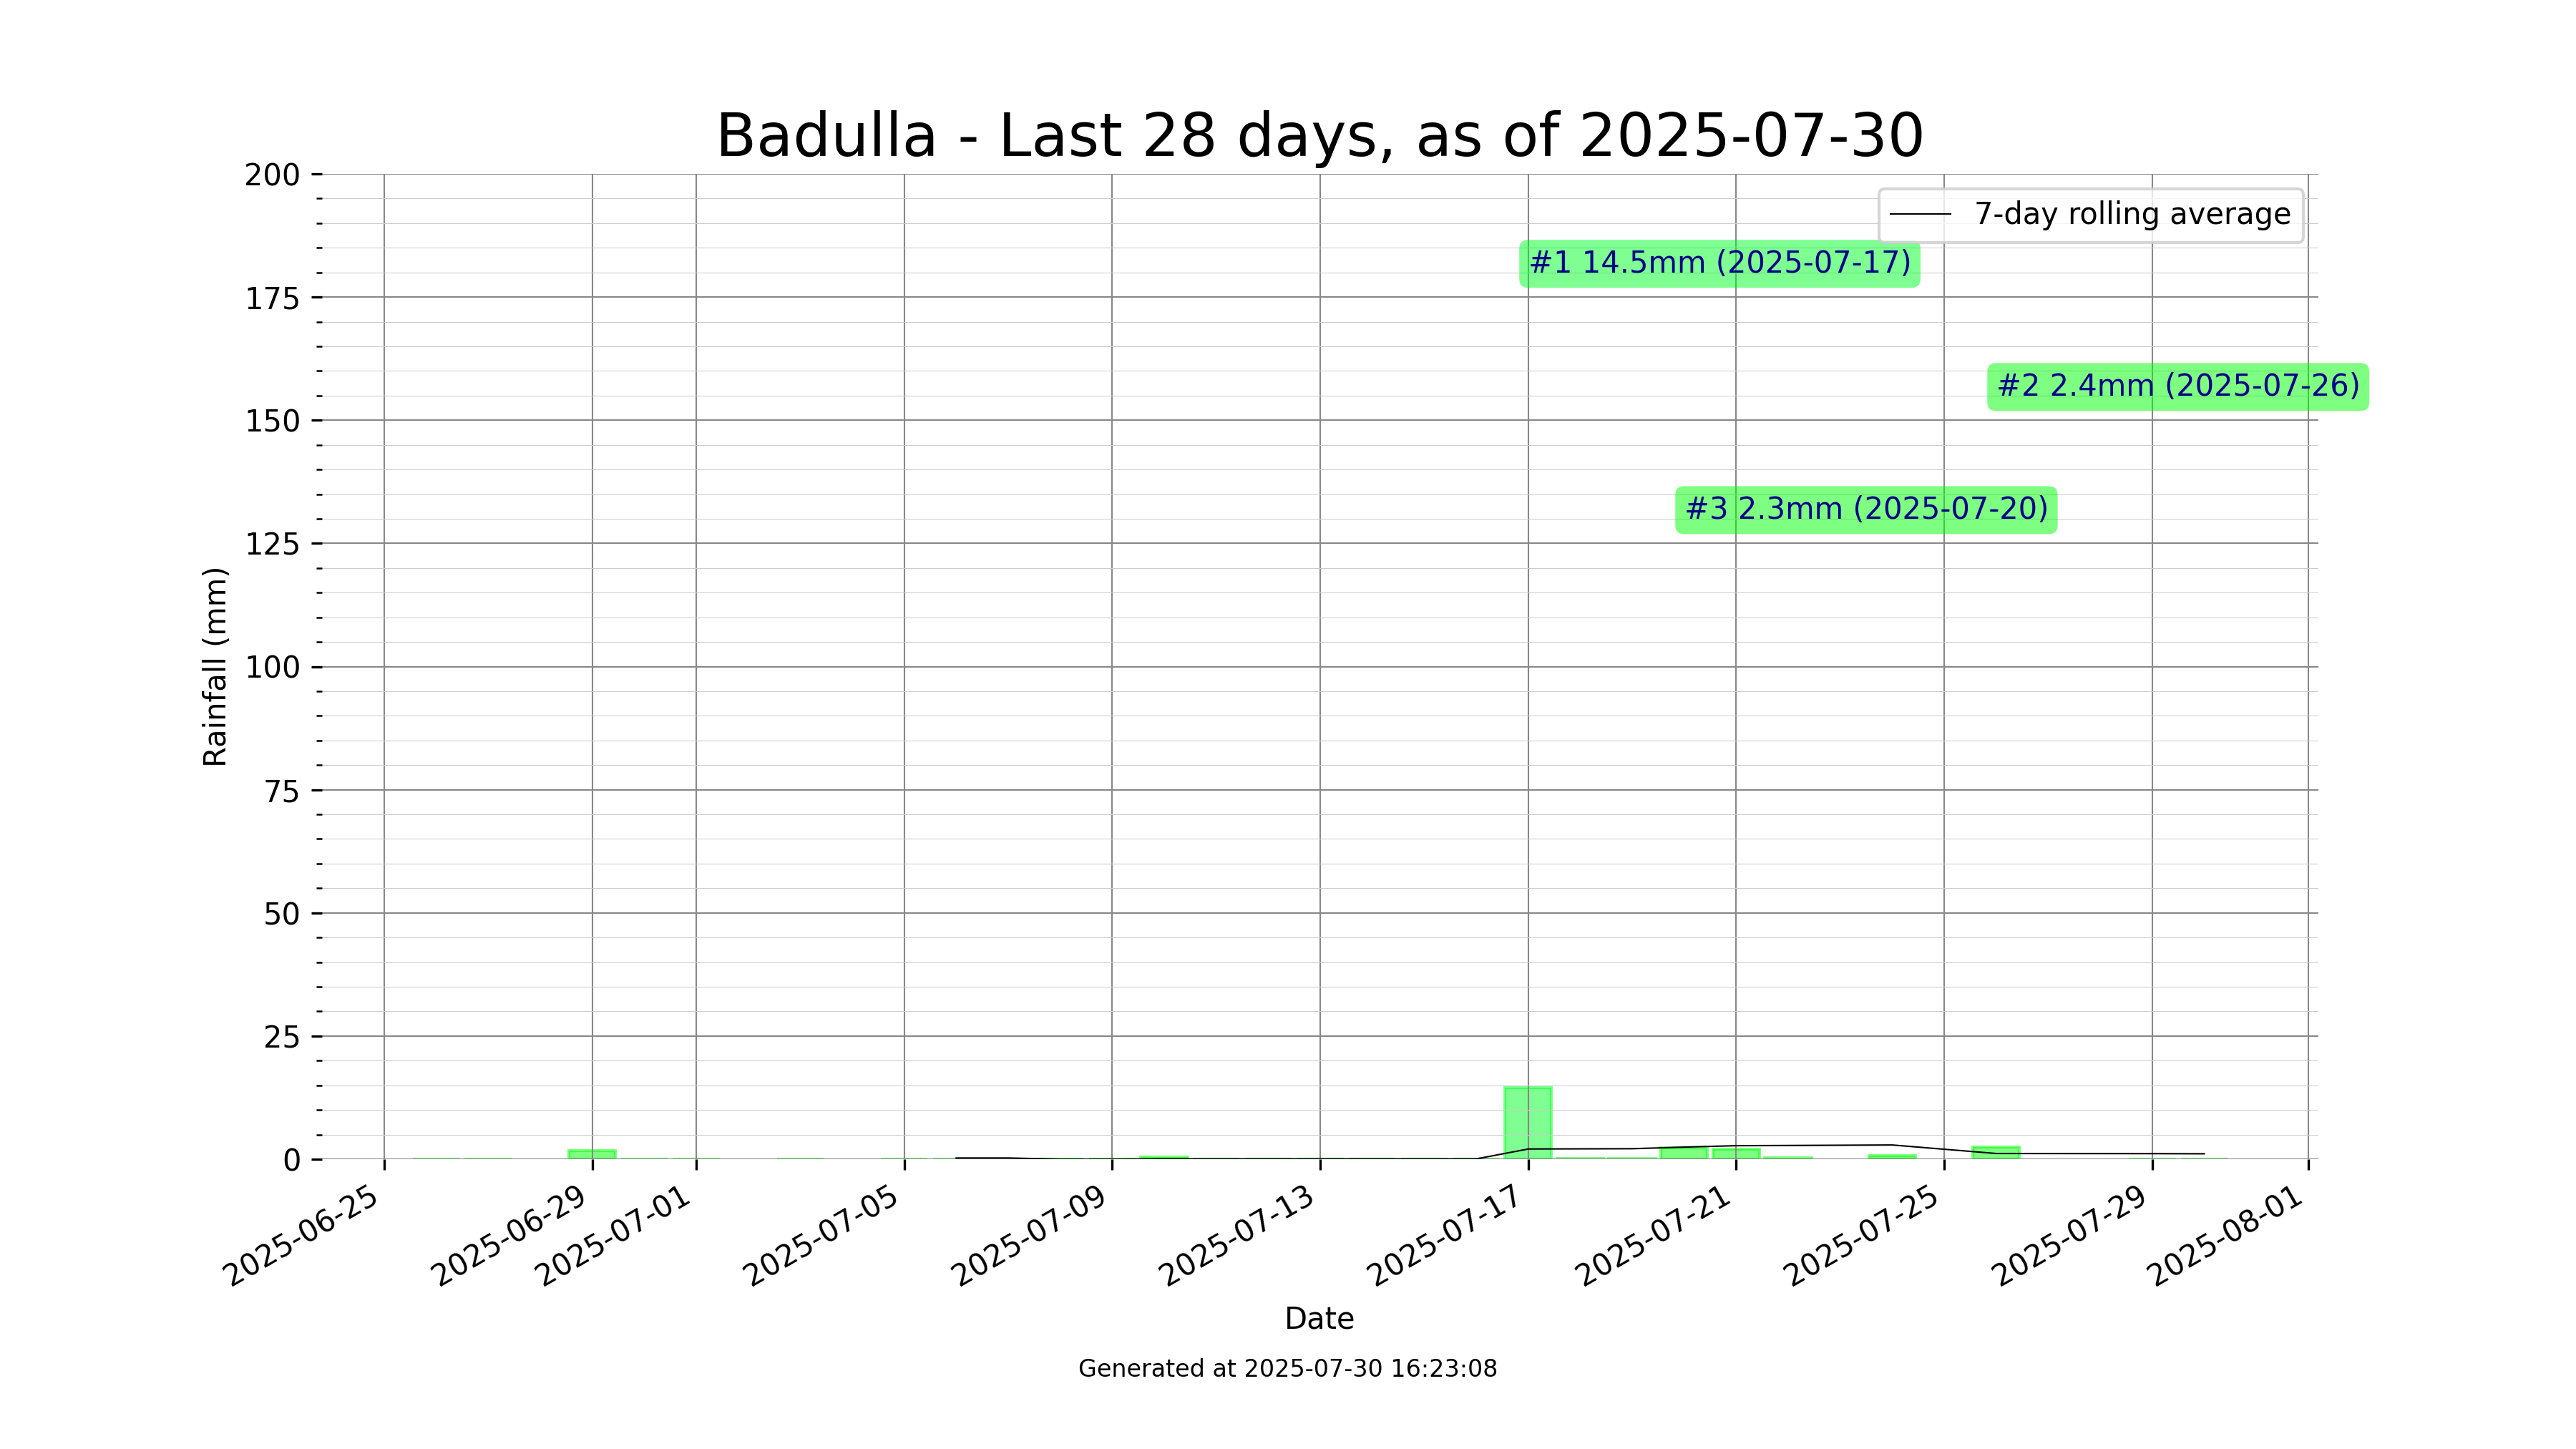 Badulla - Last 28 days, as of 2025-07-30
7-day rolling average
#1 14.5mm (2025-07-17)
#2 2.4mm (2025-07-26)
#3 2.3mm (2025-07-20)
Rainfall (mm)
200
175
150
125
100
75
50
25
0
2025-06-25
2025-06-29
2025-07-01
2025-07-05
2025-07-09
2025-07-13
2025-07-17
2025-07-21
2025-07-25
2025-07-29
2025-08-01
Date
Generated at 2025-07-30 16:23:08